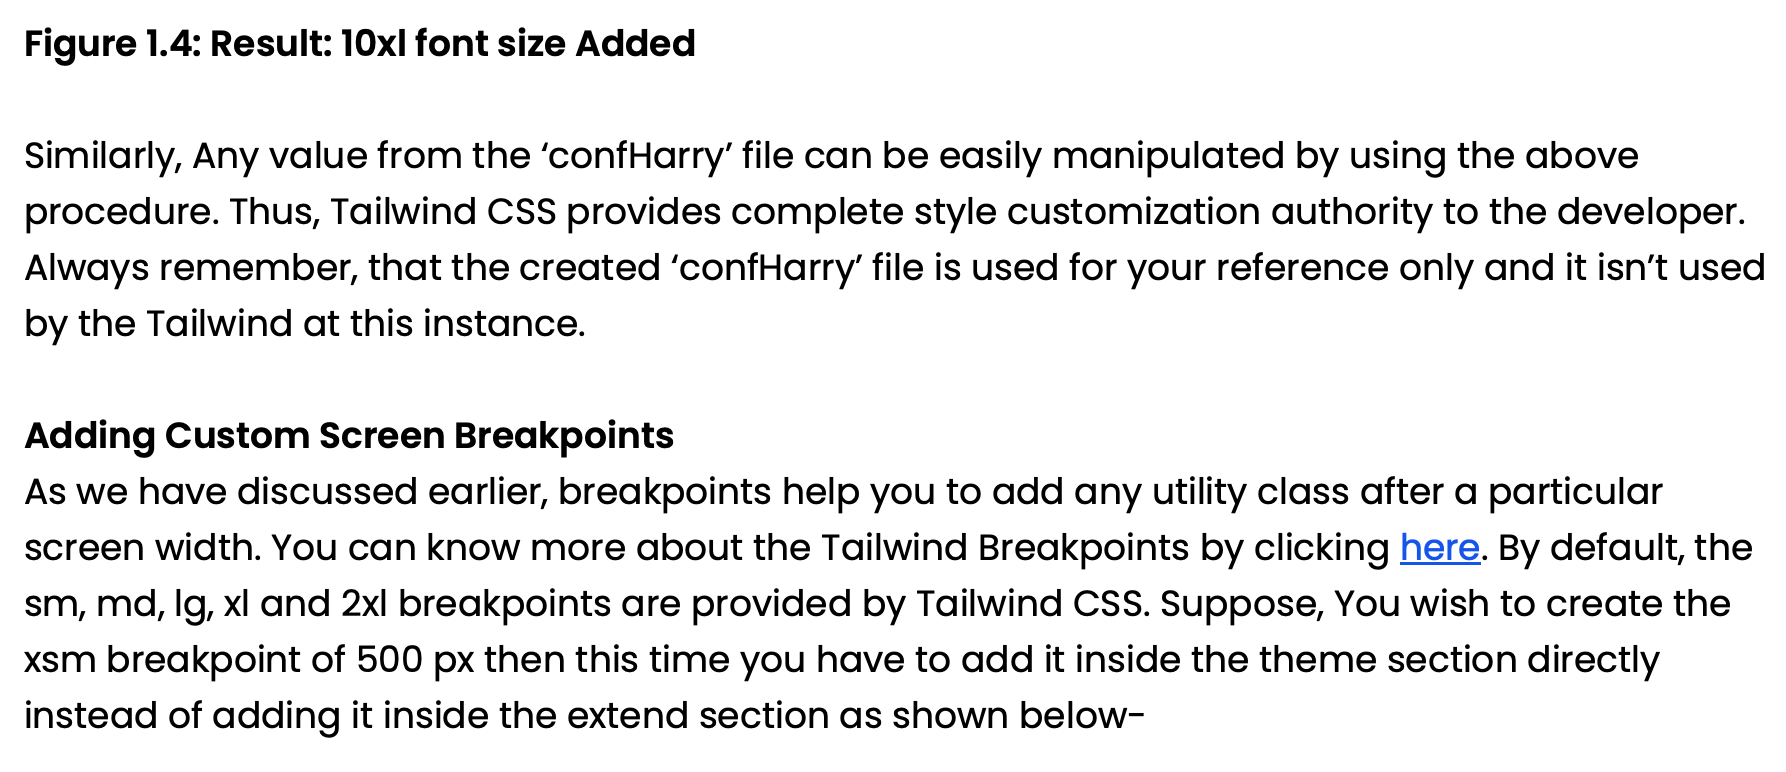 Figure 1.4: Result: 10xl font size Added
Similarly, Any value from the ‘confHarry’ file can be easily manipulated by using the above
procedure. Thus, Tailwind CSS provides complete style customization authority to the developer.
Always remember, that the created ‘confHarry’ file is used for your reference only and it isn’t used
by the Tailwind at this instance.
Adding Custom Screen Breakpoints
As we have discussed earlier, breakpoints help you to add any utility class after a particular
screen width. You can know more about the Tailwind Breakpoints by clicking here. By default, the
sm, md, lg, xl and 2xl breakpoints are provided by Tailwind CSS. Suppose, You wish to create the
xsm breakpoint of 500 px then this time you have to add it inside the theme section directly
instead of adding it inside the extend section as shown below-